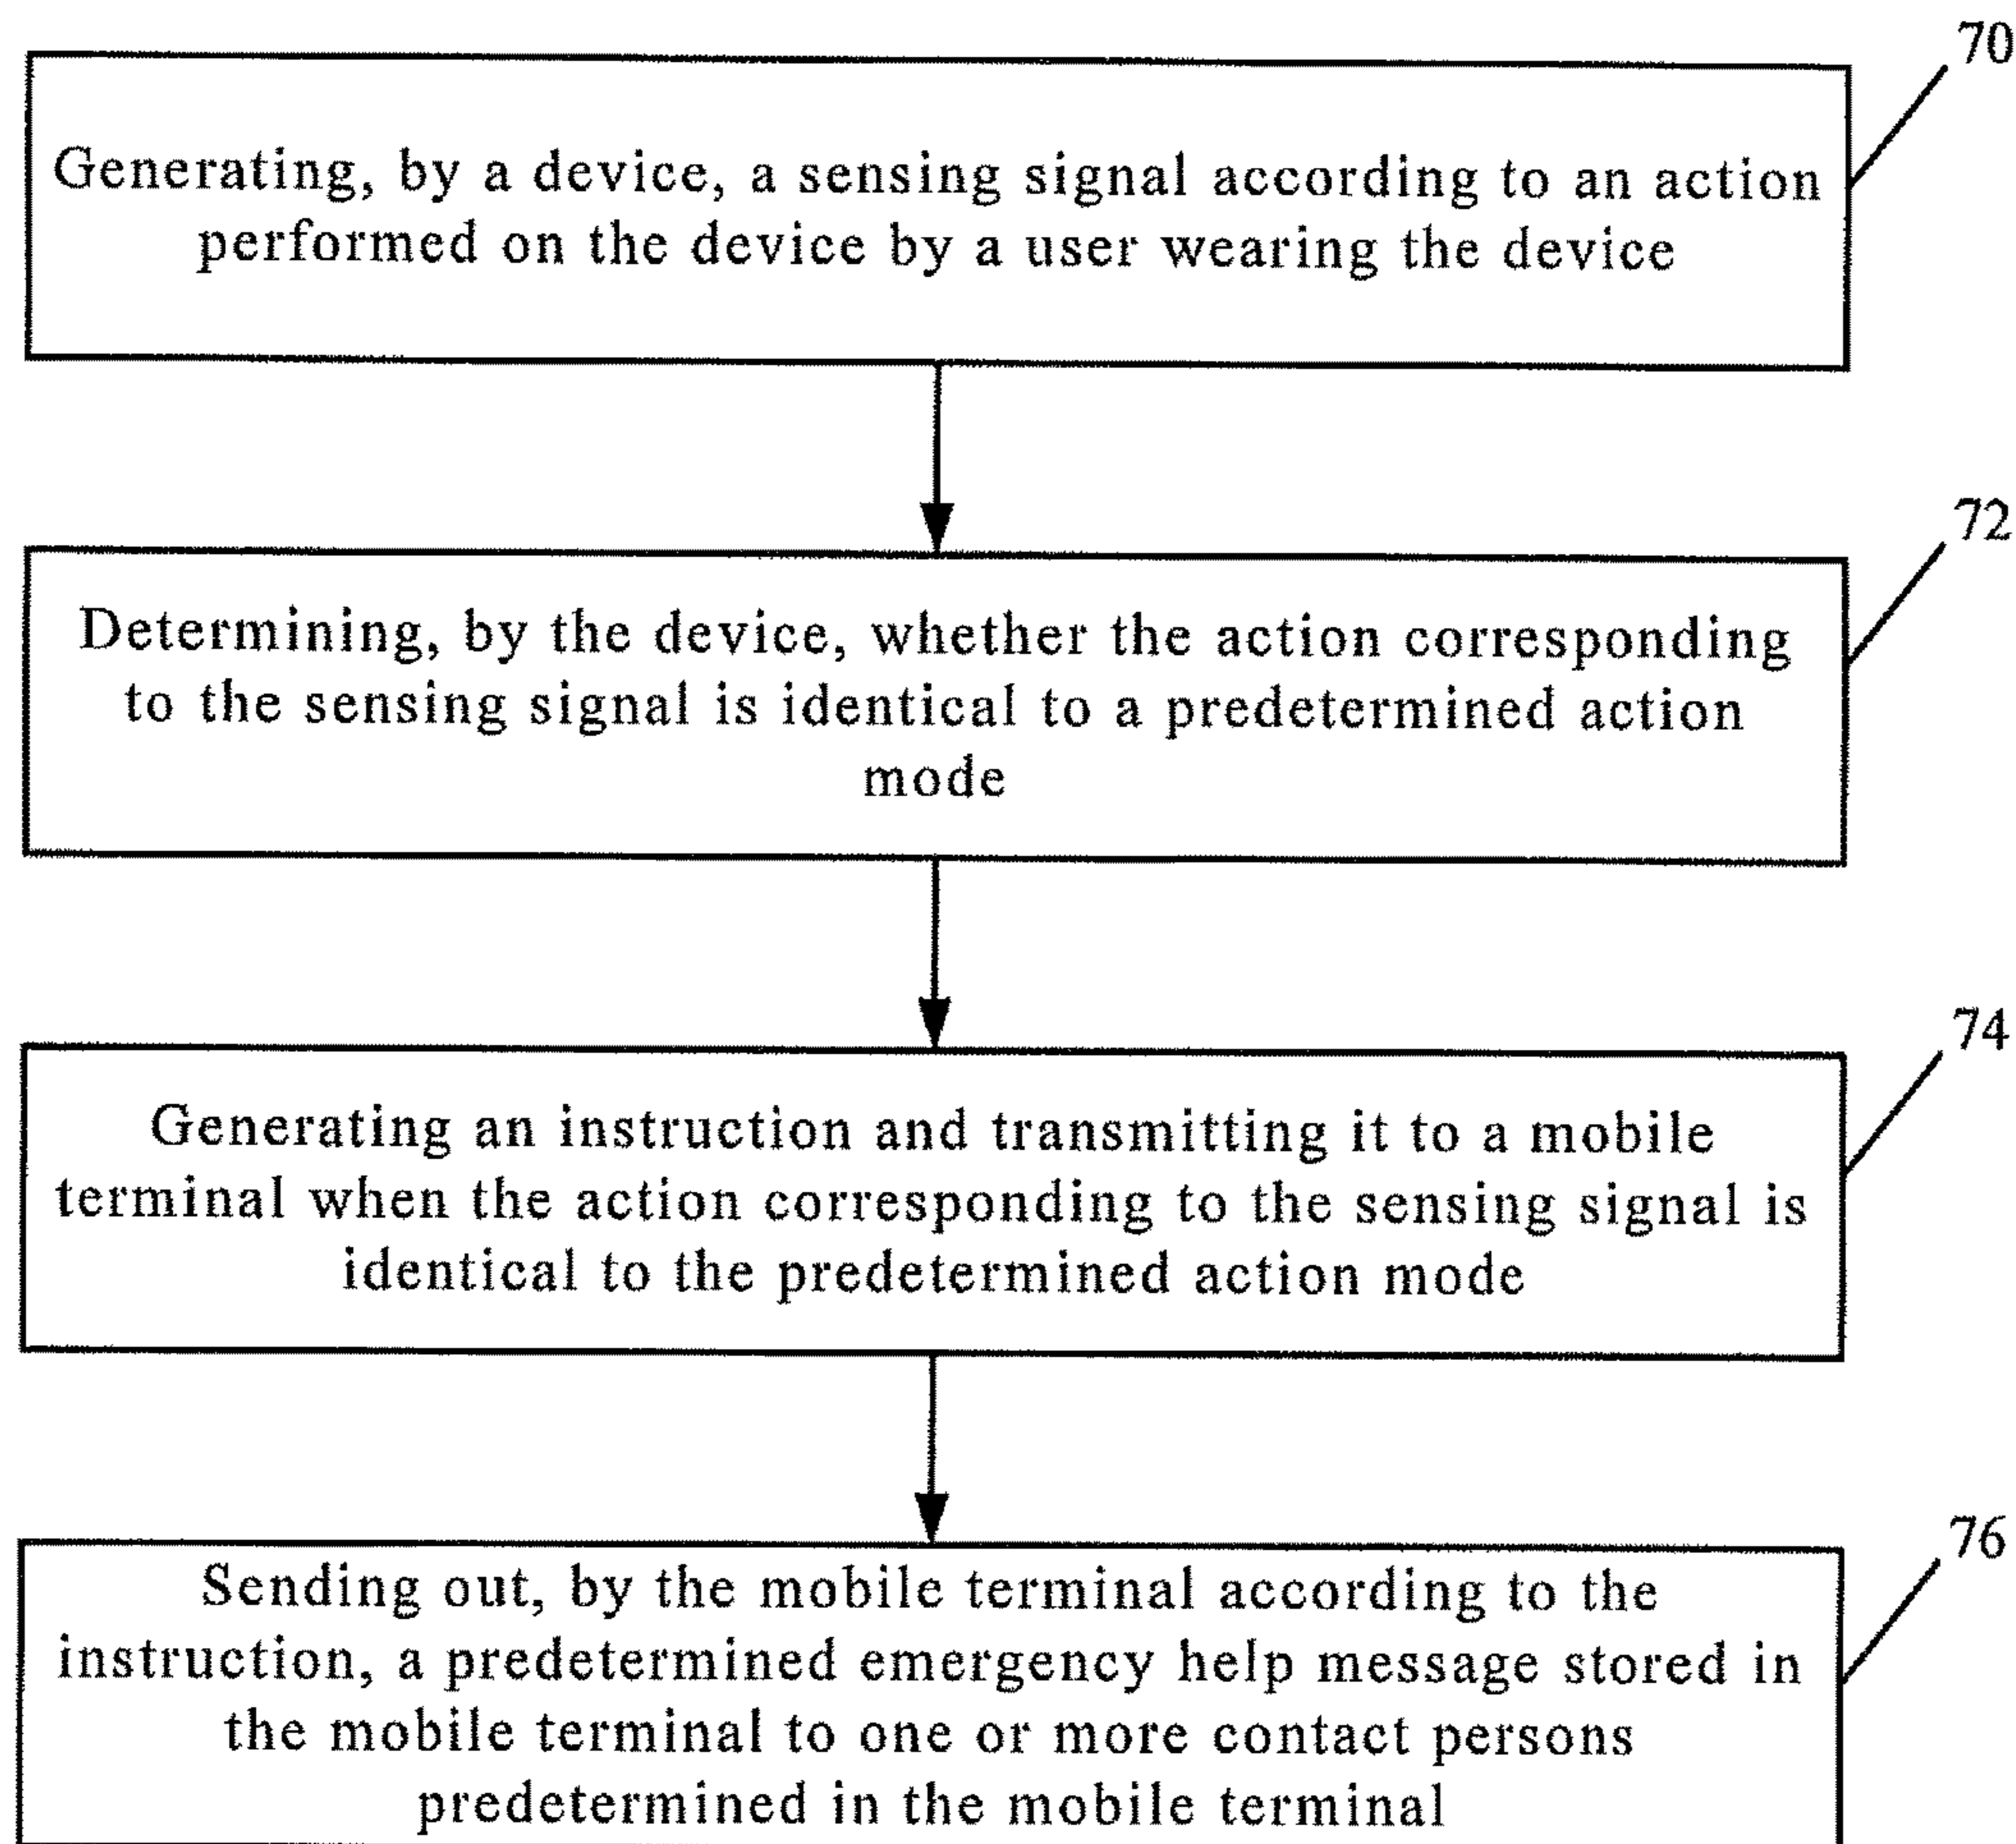 70
Generating, by a device, a sensing signal according to an action
performed on the device by a user wearing the device
72
Determining, by the device, whether the action corresponding
to the sensing signal is identical to a predetermined action
mode
74
Generating an instruction and transmitting it to a mobile
terminal when the action corresponding to the sensing signal is
identical to the predetermined action mode
76
Sending out, by the mobile terminal according to the
instruction, a predetermined emergency help message stored in
the mobile terminal to one or more contact persons
predetermined in the mobile terminal